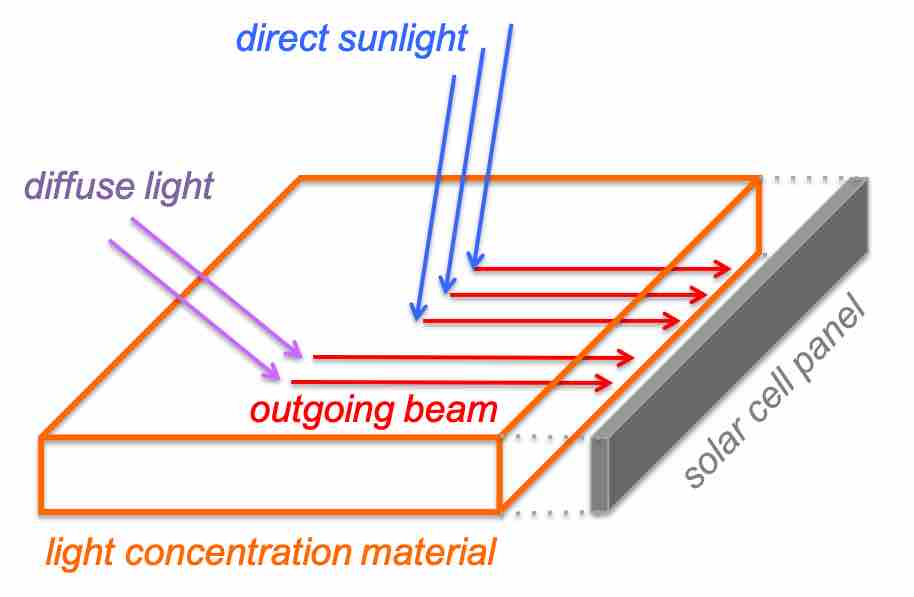 direct sunlight
diffuse light
outgoing beam
solar cell panel
light concentration material